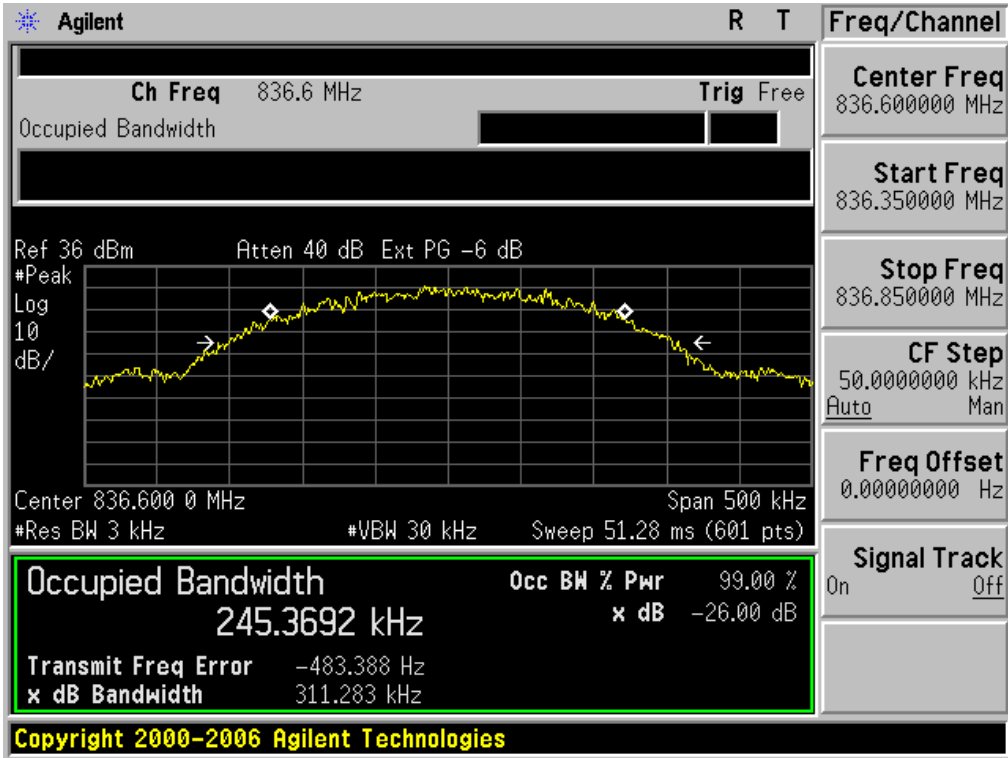 Agilent R T
Ch Freq 836.6 MHz Trig Free
Occupied Bandwidth
Ref 36 dBm Atten 40 dB Ext PG -6 dB
#Peak
Log
10
dB/
Center 836.600 0 MHz Span 500 kHz
#Res BW 3 kHz #VBW 30 kHz Sweep 51.28 ms (601 pts)
Occupied Bandwidth Occ BW % Pwr 99.00 %
245.3692 kHz x dB -26.00 dB
Transmit Freq Error -483.388 Hz
x dB Bandwidth 311.283 kHz
Copyright 2000-2006 Agilent Technologies
Freq/Channel
Center Freq
836.600000 MHz
Start Freq
836.350000 MHz
Stop Freq
836.850000 MHz
CF Step
50.0000000 kHz
Auto Man
Freq Offset
0.00000000 Hz
Signal Track
On Off